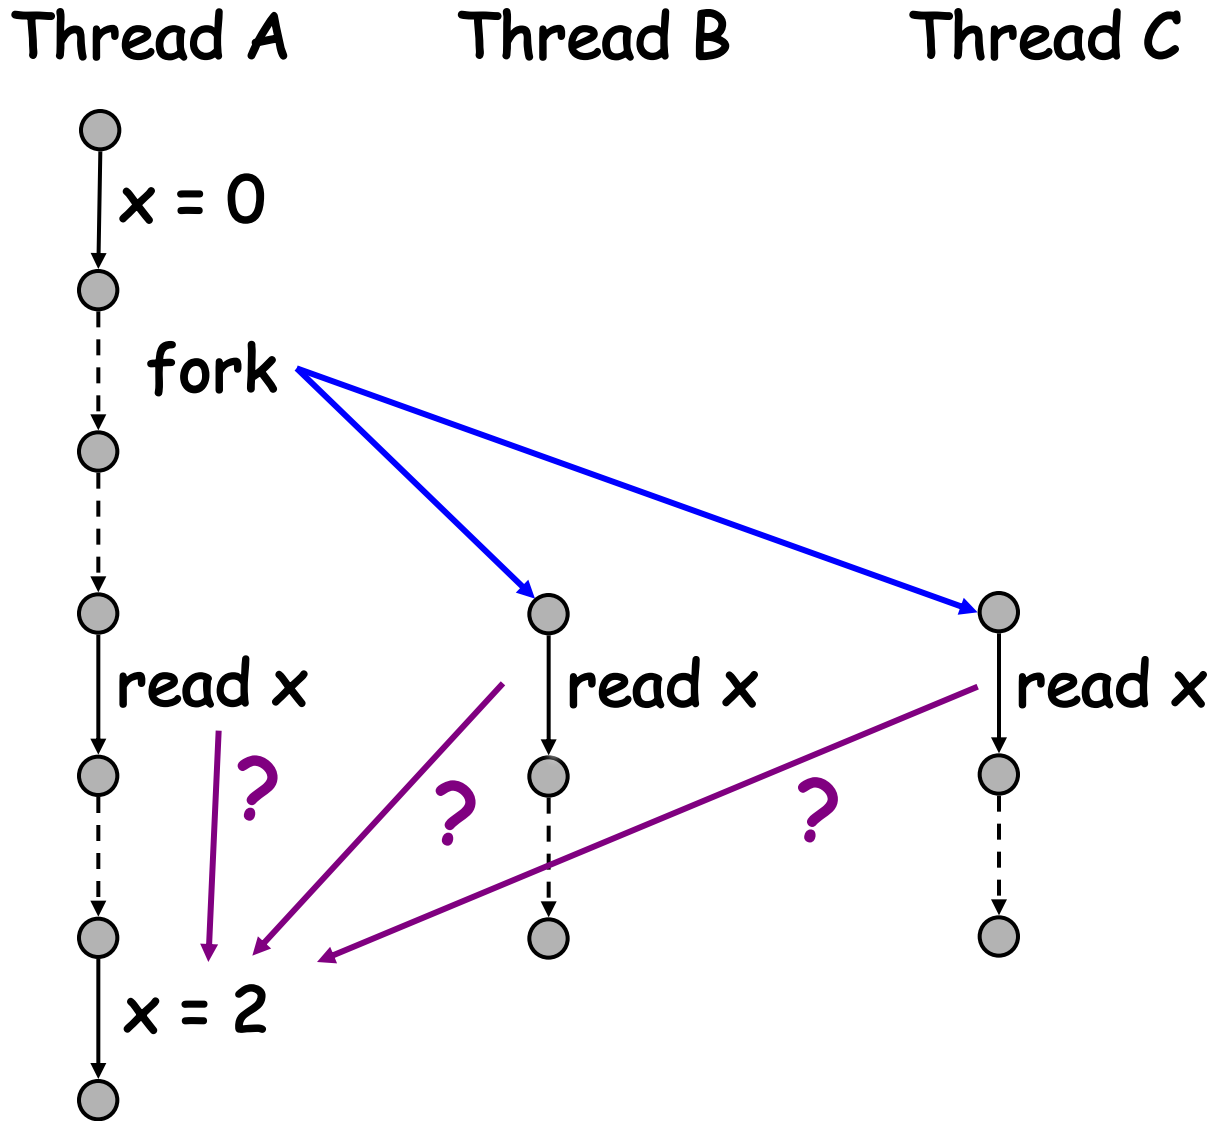 Thread A Thread B Thread C
x = 0
fork
read x read x read x
? ? ?
x = 2